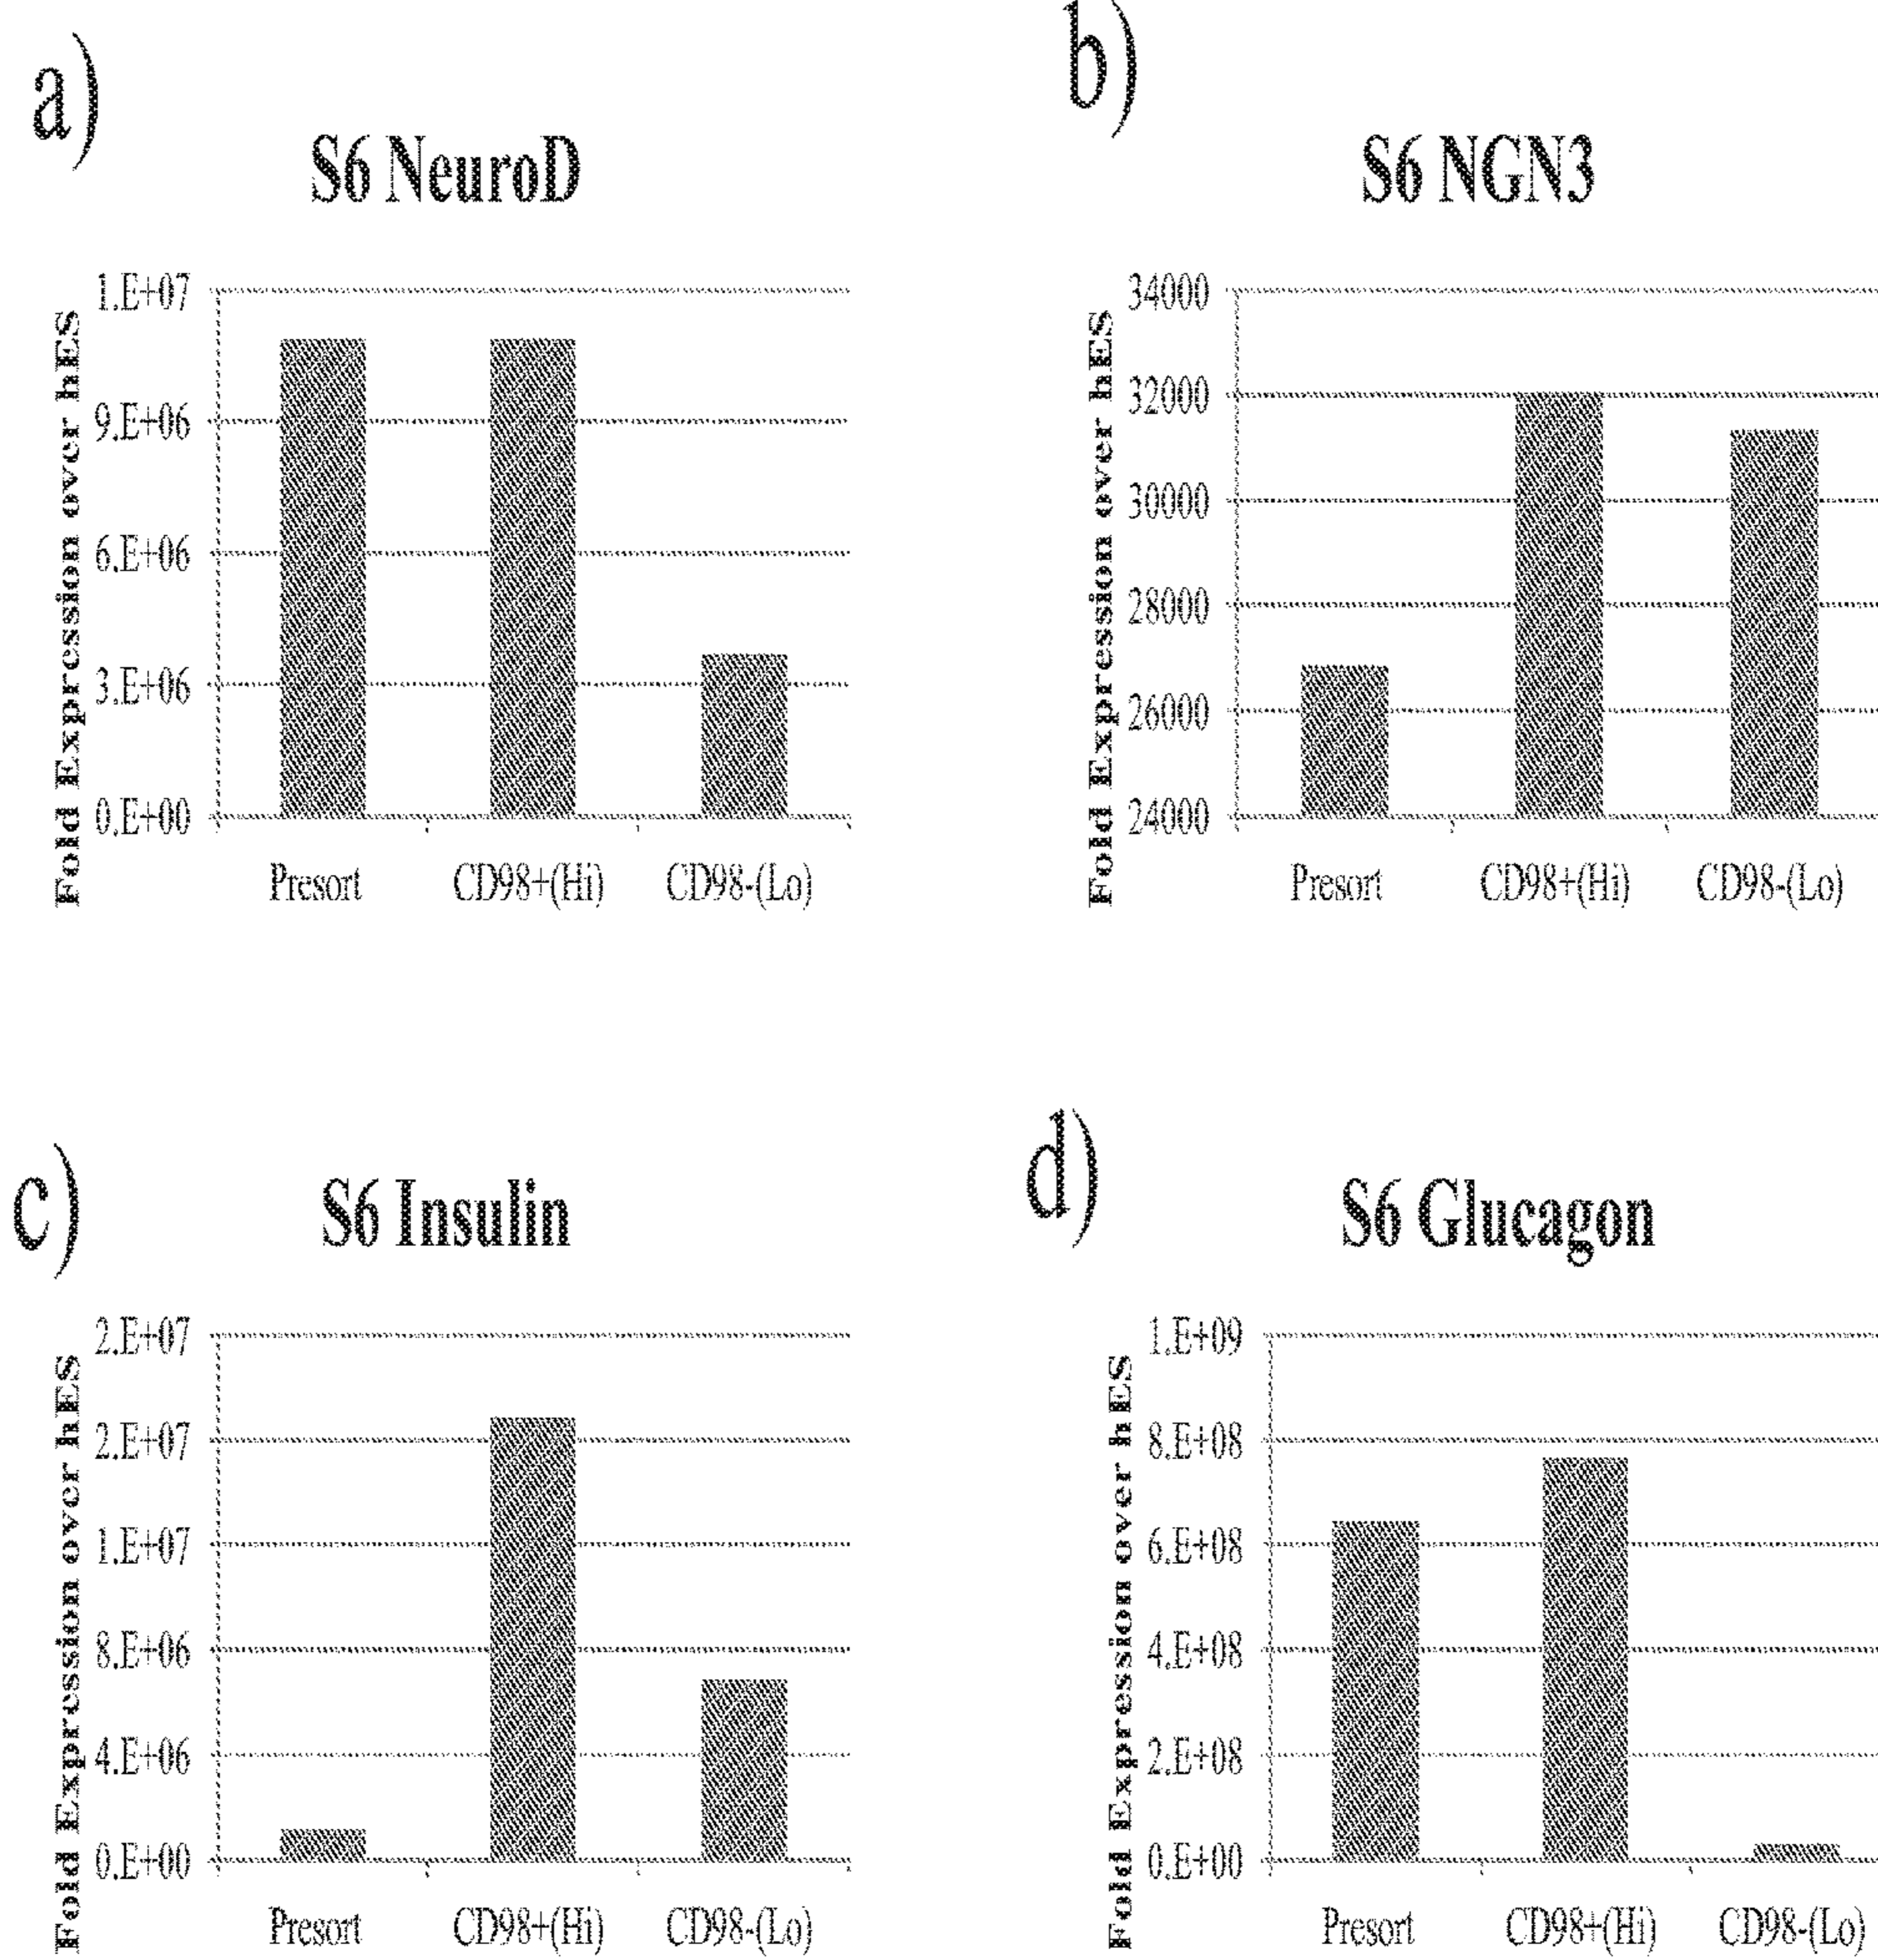 a)
S6 NeuroD
Fold Expression over hES
1.E+07
9.E+06
6.E+06
3.E+06
0.E+00
Presort CD98+(Hi) CD98-(Lo)
b)
S6 NGN3
Fold Expression over hES
34000
32000
30000
28000
26000
24000
Presort CD98+(Hi) CD98-(Lo)
c)
S6 Insulin
Fold Expression over hES
2.E+07
2.E+07
1.E+07
8.E+06
4.E+06
0.E+00
Presort CD98+(Hi) CD98-(Lo)
d)
S6 Glucagon
Fold Expression over hES
1.E+09
8.E+08
6.E+08
4.E+08
2.E+08
0.E+00
Presort CD98+(Hi) CD98-(Lo)